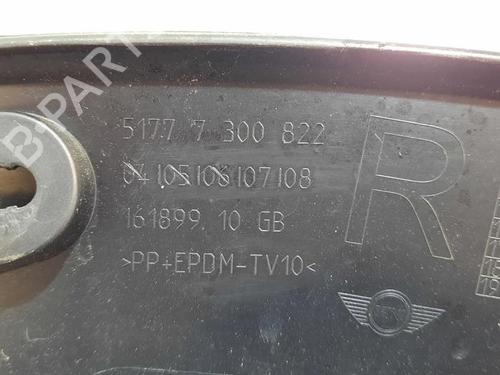 B-PARTS
5177 7 300 822
04 105 106 107 108
161899 10 GB
>PP+EPDM-TV10<
R